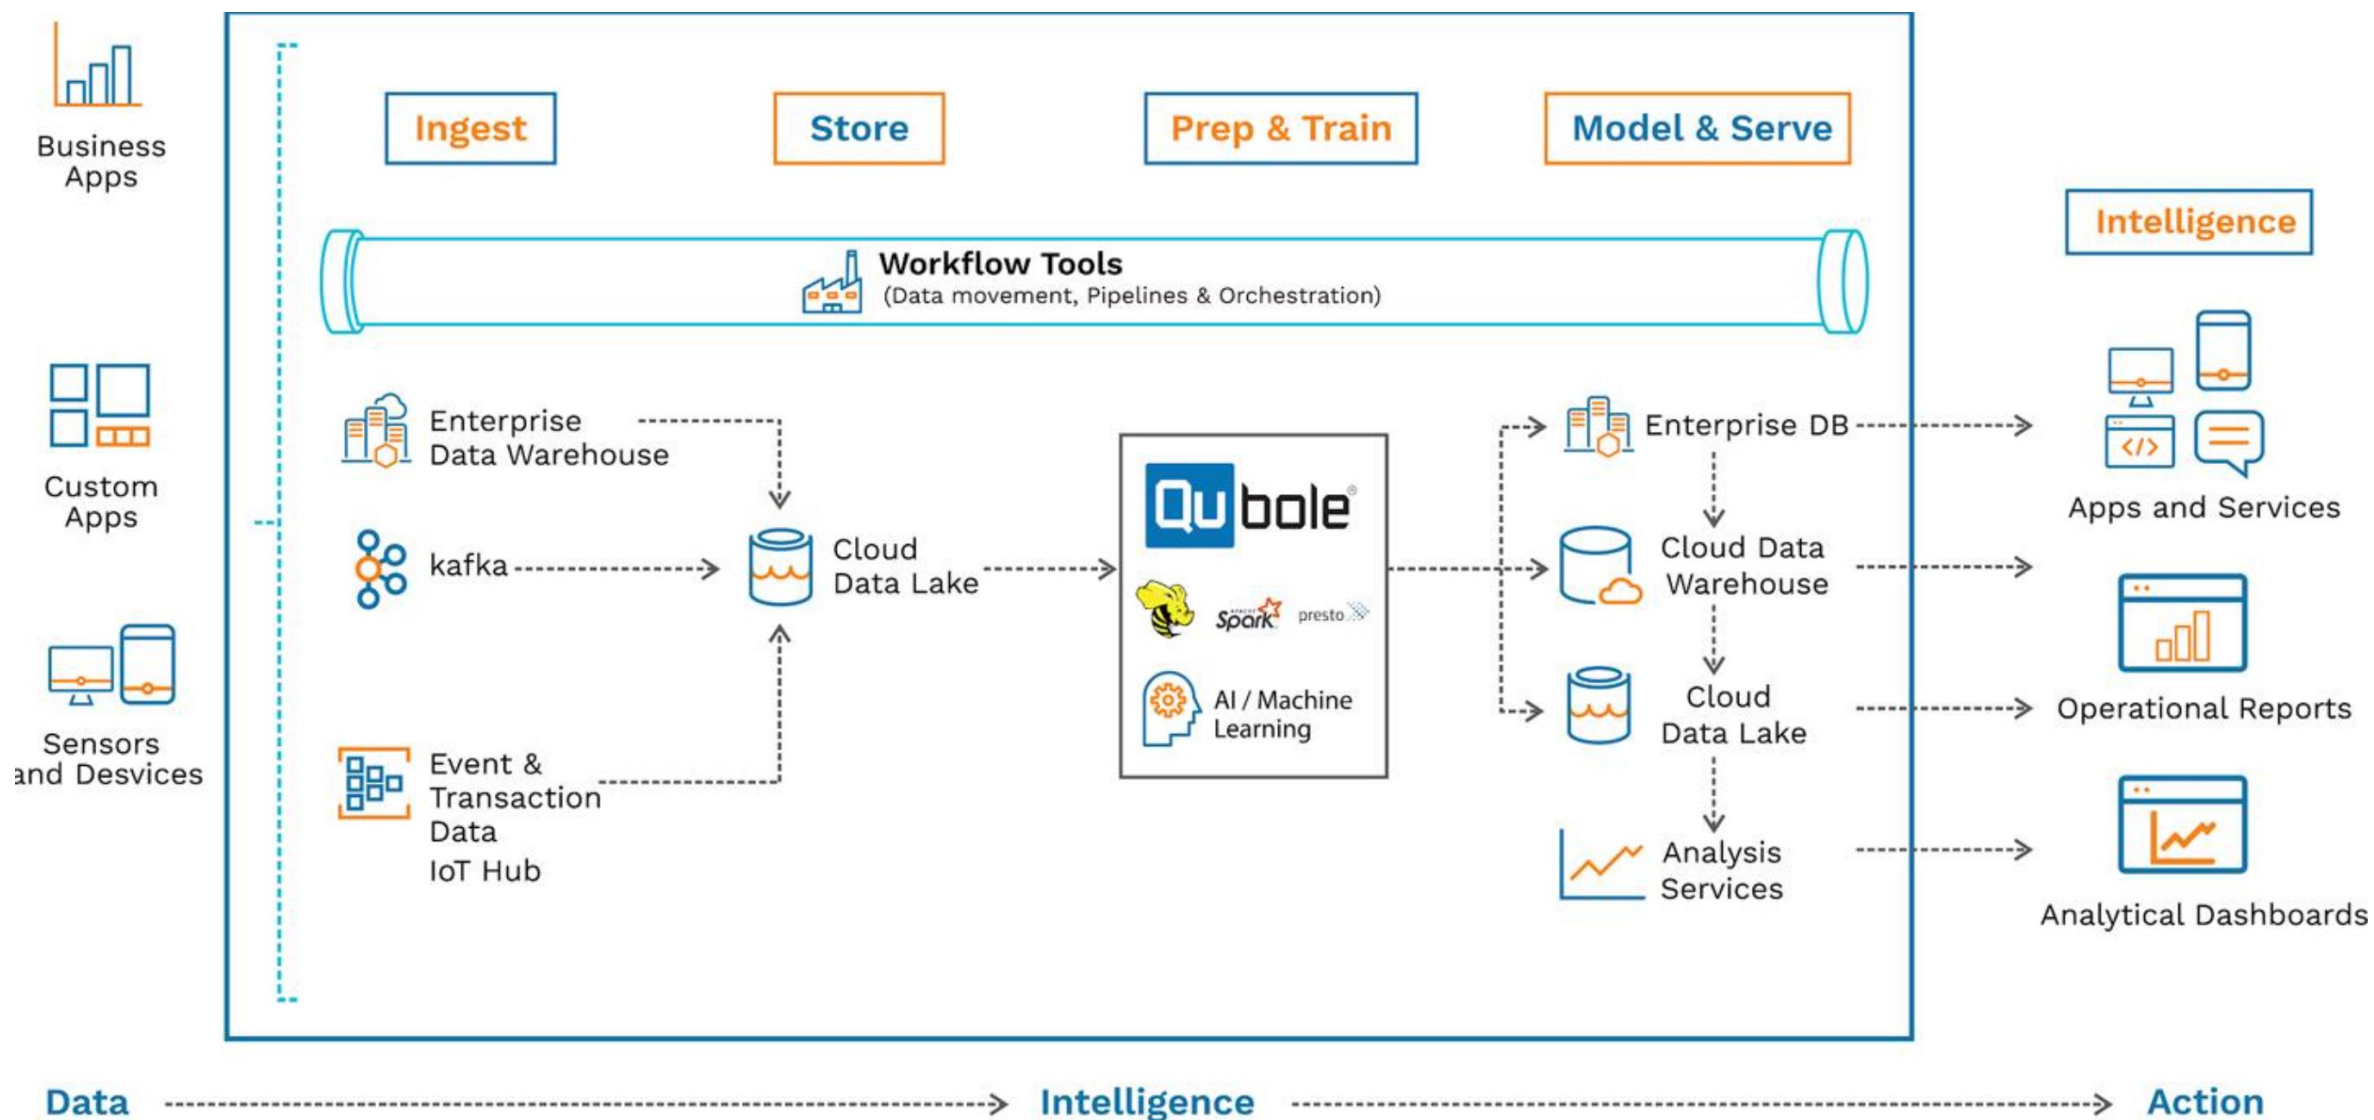 Business
Apps
Custom
Apps
Sensors
and Desvices
Ingest
Store
Prep & Train
Model & Serve
Workflow Tools
(Data movement, Pipelines & Orchestration)
Enterprise
Data Warehouse
kafka
Event &
Transaction
Data
IoT Hub
Cloud
Data Lake
Qubole®
APACHE
Spark
presto
AI / Machine
Learning
Enterprise DB
Cloud Data
Warehouse
Cloud
Data Lake
Analysis
Services
Intelligence
</>
Apps and Services
Operational Reports
Analytical Dashboards
Data
Intelligence
Action